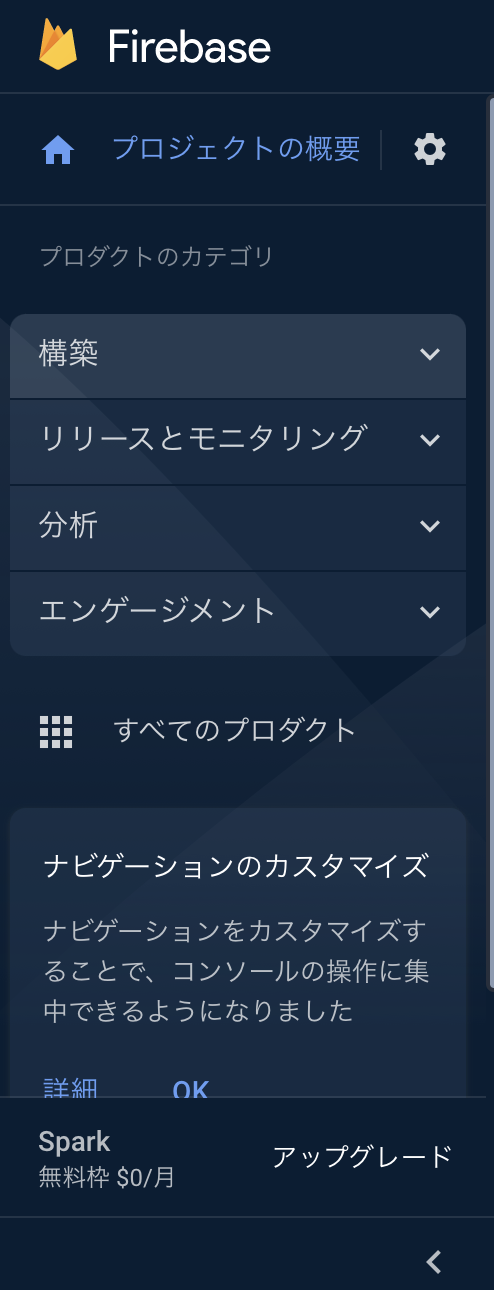 Firebase
プロジェクトの概要
プロダクトのカテゴリ
構築
リリースとモニタリング
分析
エンゲージメント
すべてのプロダクト
ナビゲーションのカスタマイズ
ナビゲーションをカスタマイズす
ることで、コンソールの操作に集
中できるようになりました
詳細 OK
Spark
無料枠 $0/月
アップグレード